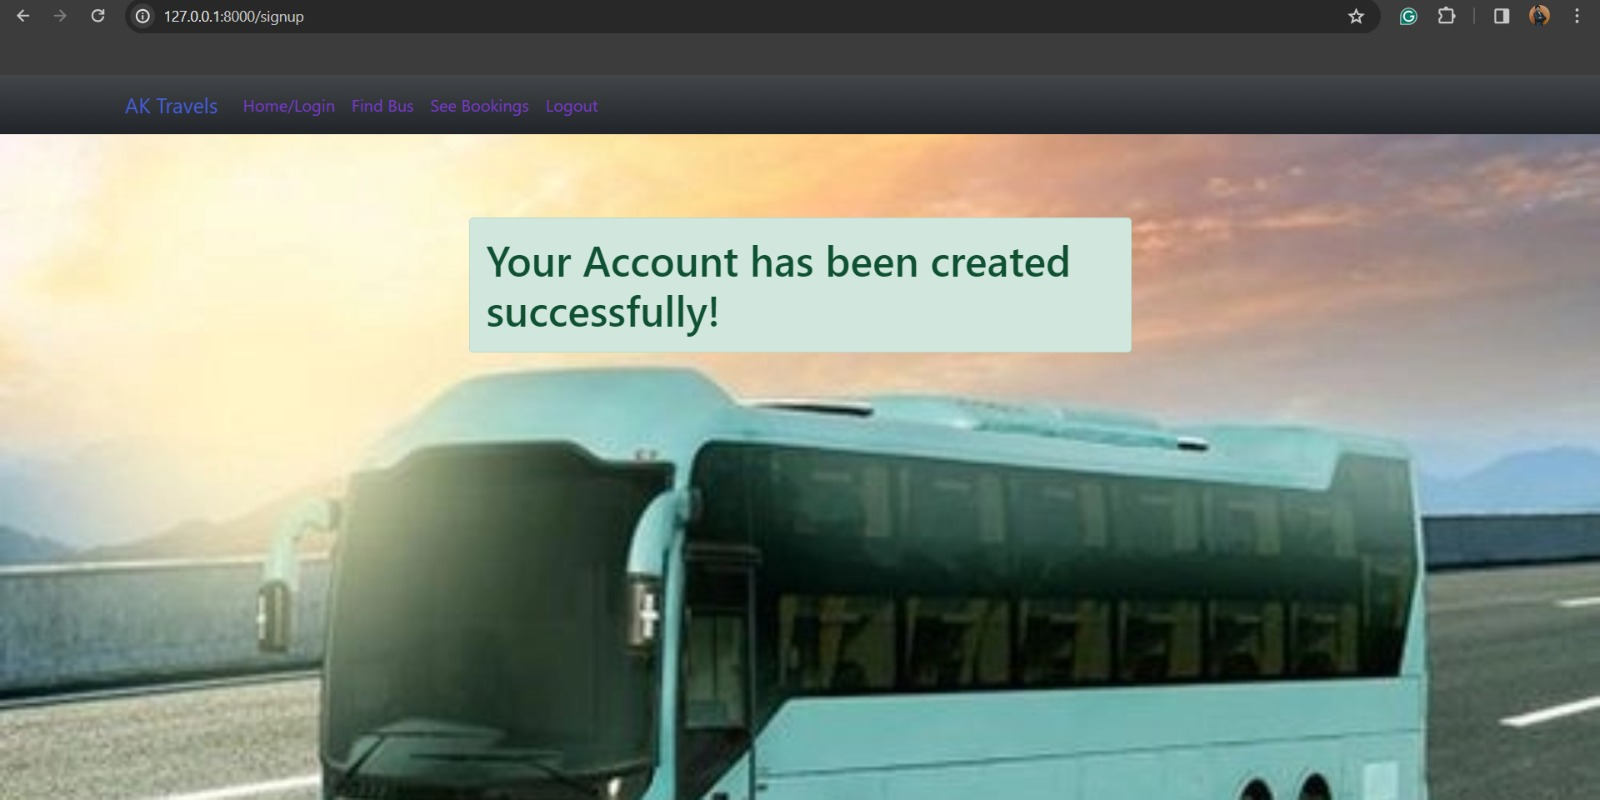 127.0.0.1:8000/signup
AK Travels Home/Login Find Bus See Bookings Logout
Your Account has been created
successfully!